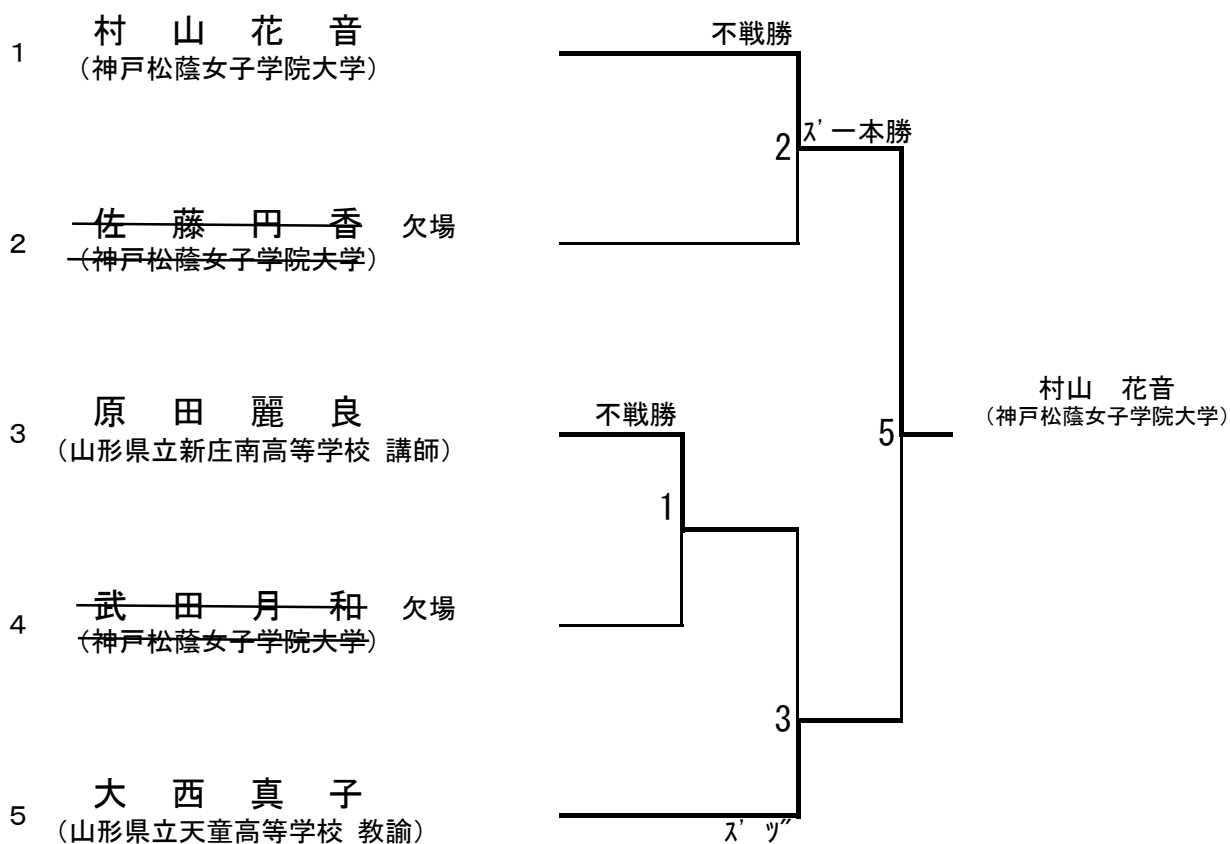 1
村 山 花 音
（神戸松蔭女子学院大学）
不戦勝
2
ｽ' 一本勝
2
佐 藤 円 香 欠場
（神戸松蔭女子学院大学）
3
原 田 麗 良
（山形県立新庄南高等学校 講師）
不戦勝
1
5
村山 花音
（神戸松蔭女子学院大学）
4
武 田 月 和 欠場
（神戸松蔭女子学院大学）
3
5
大 西 真 子
（山形県立天童高等学校 教諭）
ｽ' ﾂ"